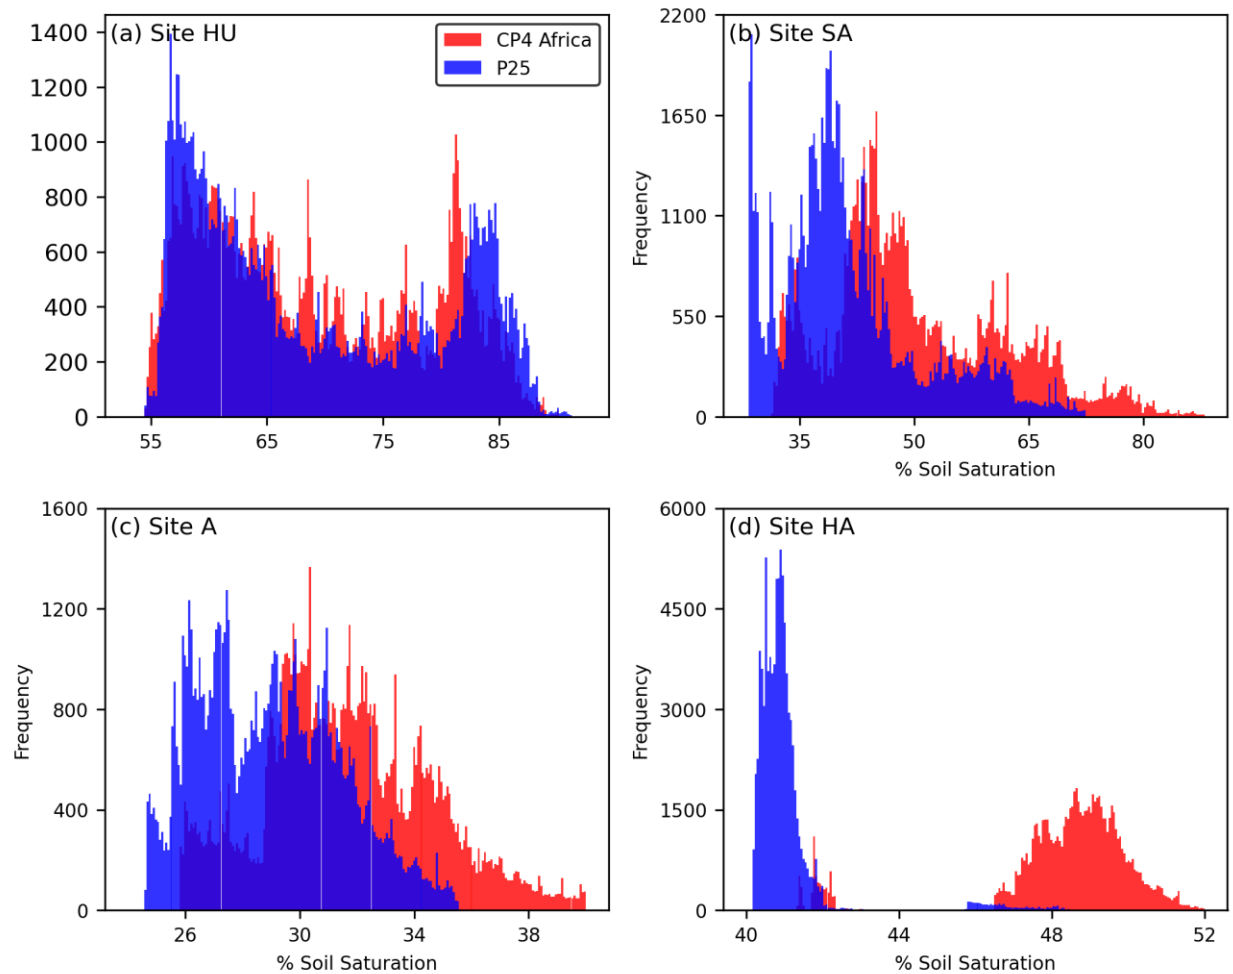 (a) Site HU
CP4 Africa
P25
1400
1200
1000
800
600
400
200
0
55 65 75 85
(b) Site SA
2200
1650
1100
550
0
Frequency
35 50 65 80
% Soil Saturation
(c) Site A
1600
1200
800
400
0
Frequency
26 30 34 38
% Soil Saturation
(d) Site HA
6000
4500
3000
1500
0
Frequency
40 44 48 52
% Soil Saturation